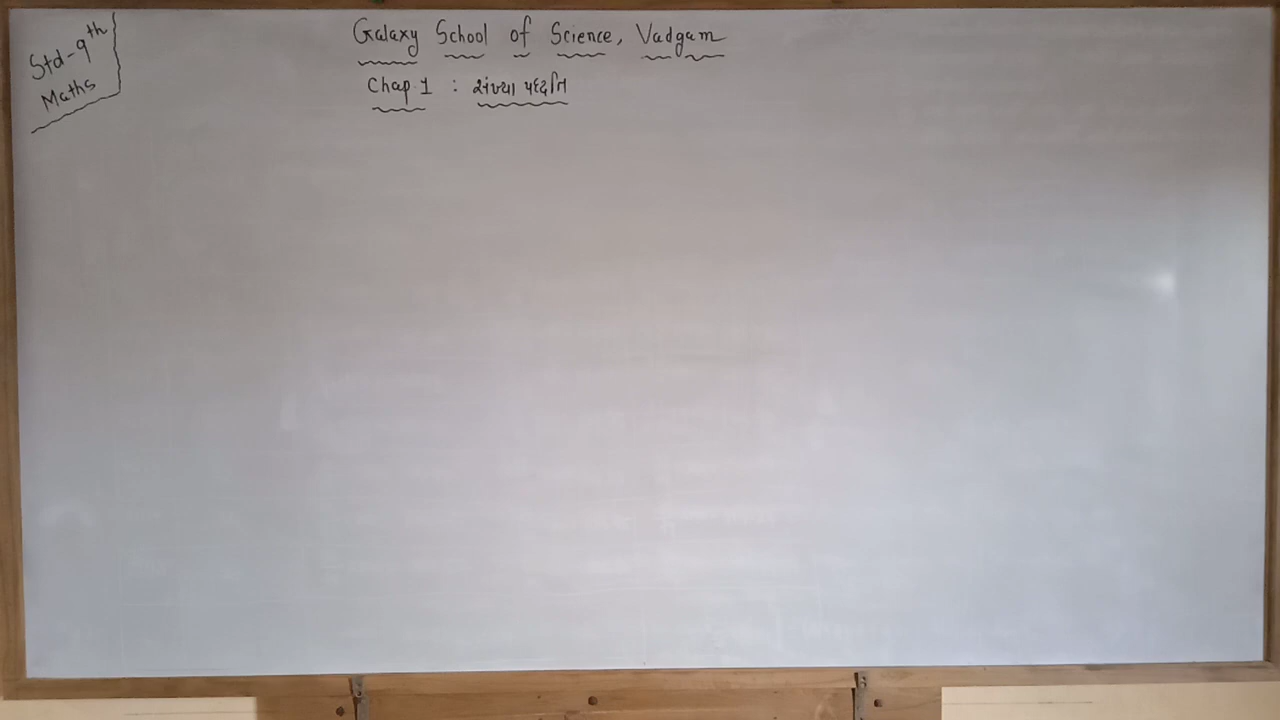 Std-9th
Maths
Galaxy School of Science, Vadgam
Chap 1 : સંખ્યા પદ્ધતિ